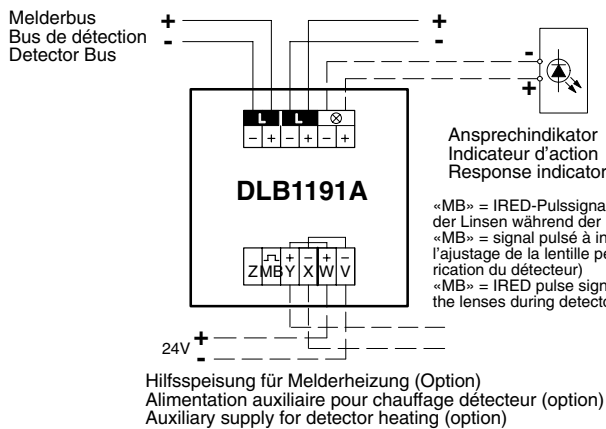 Melderbus +
Bus de détection -
Detector Bus
+
-
-
+
L L ⊗
- + - + - +
Ansprechindikator
Indicateur d'action
Response indicator
DLB1191A
«MB» = IRED-Pulssigna
der Linsen während der
«MB» = signal pulsé à in
l'ajustage de la lentille pe
rication du détecteur)
«MB» = IRED pulse sign
the lenses during detecto
+ - + -
Z MB Y X W V
24V +
-
Hilfsspeisung für Melderheizung (Option)
Alimentation auxiliaire pour chauffage détecteur (option)
Auxiliary supply for detector heating (option)